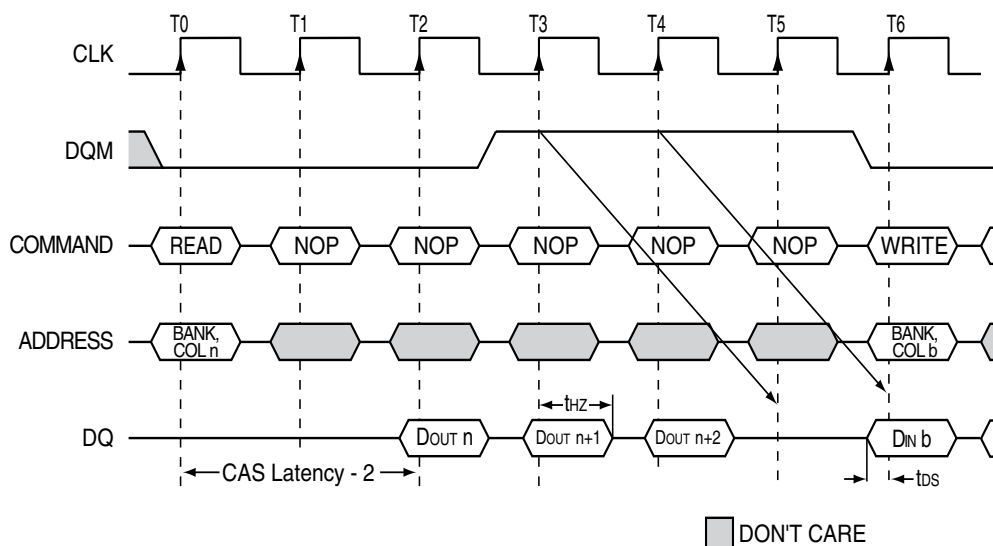 T0 T1 T2 T3 T4 T5 T6
CLK
DQM
COMMAND READ NOP NOP NOP NOP NOP WRITE
ADDRESS BANK, COL n BANK, COL b
tHZ
DQ DOUT n DOUT n+1 DOUT n+2 DIN b
CAS Latency - 2 tDS
DON'T CARE